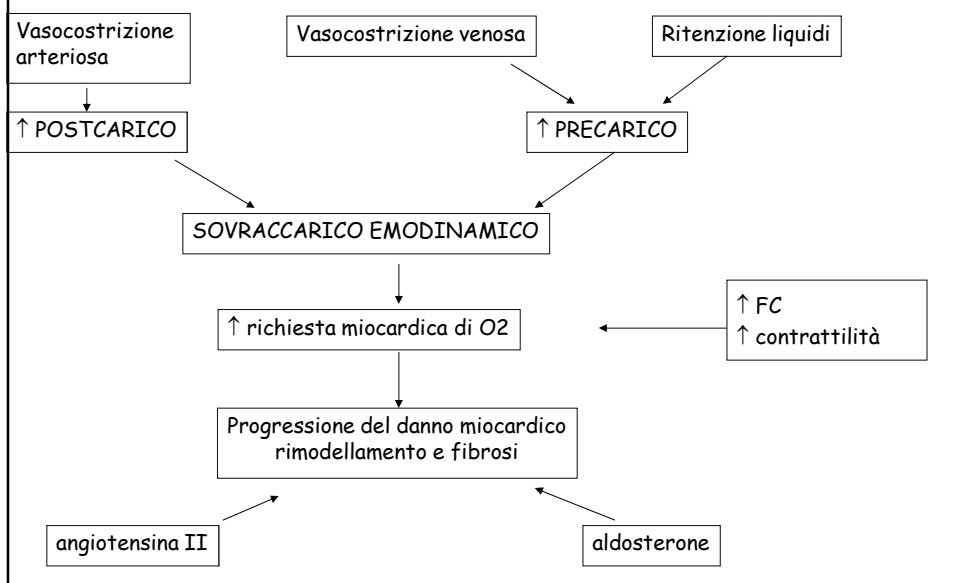 Vasocostrizione
arteriosa
Vasocostrizione venosa
Ritenzione liquidi
↑ POSTCARICO
↑ PRECARICO
SOVRACCARICO EMODINAMICO
↑ richiesta miocardica di O2
↑ FC
↑ contrattilità
Progressione del danno miocardico
rimodellamento e fibrosi
angiotensina II
aldosterone